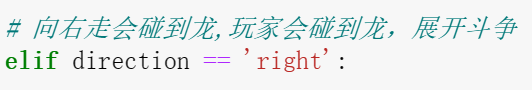 # 向右走会碰到龙,玩家会碰到龙，展开斗争
elif direction == 'right':